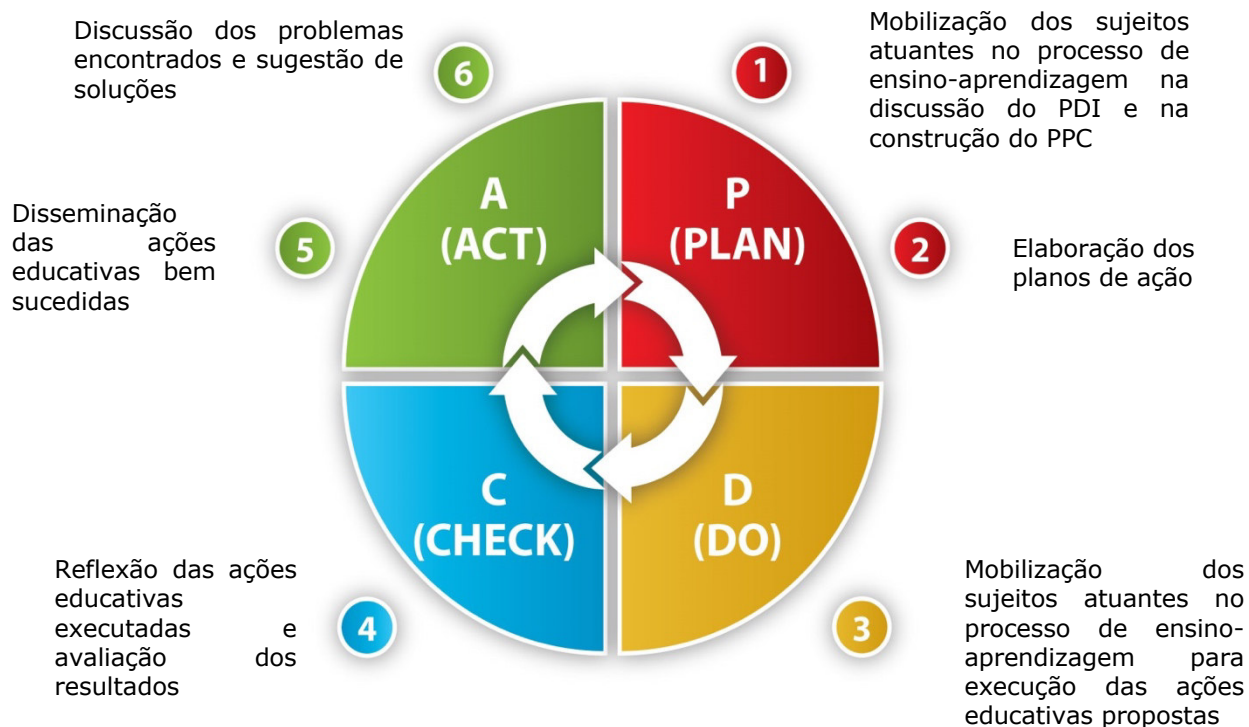 Discussão dos problemas
encontrados e sugestão de
soluções
6
1
Mobilização dos sujeitos
atuantes no processo de
ensino-aprendizagem na
discussão do PDI e na
construção do PPC
A
(ACT)
P
(PLAN)
Disseminação
das ações
educativas bem
sucedidas
5
2
Elaboração dos
planos de ação
C
(CHECK)
D
(DO)
Reflexão das ações
educativas
executadas e
avaliação dos
resultados
4
3
Mobilização dos
sujeitos atuantes no
processo de ensino-
aprendizagem para
execução das ações
educativas propostas